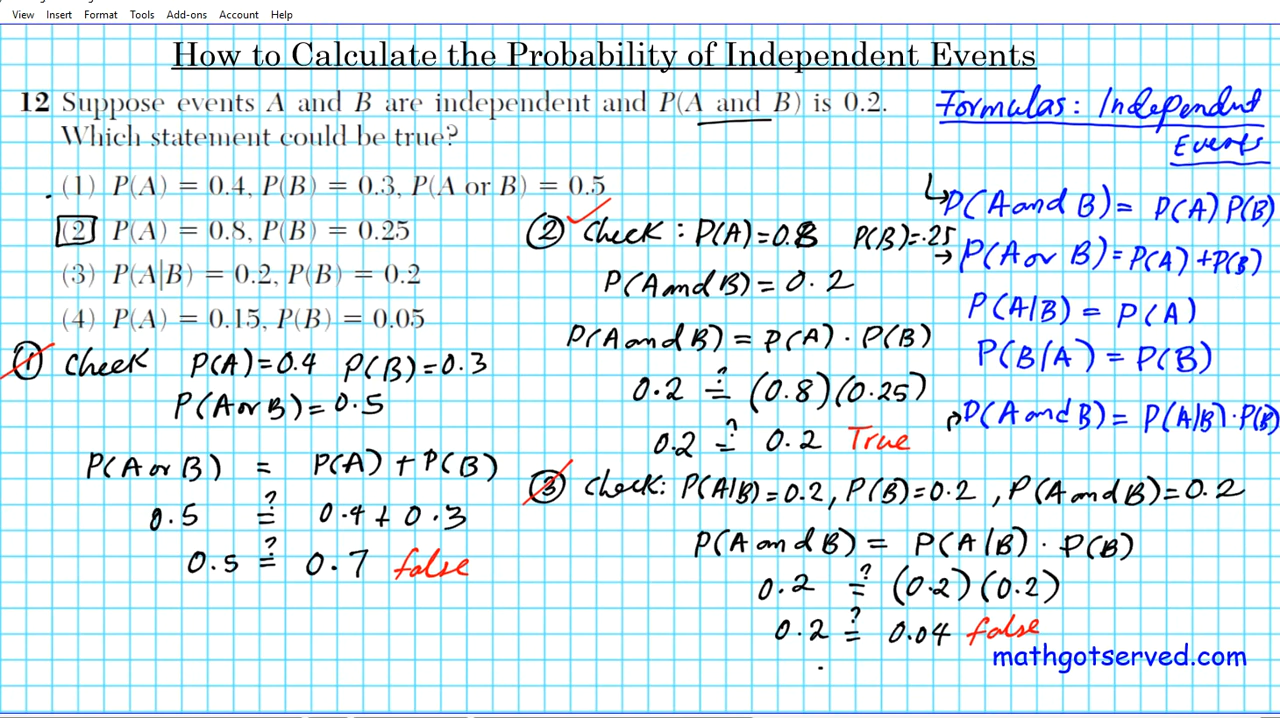 View Insert Format Tools Add-ons Account Help
How to Calculate the Probability of Independent Events
12 Suppose events A and B are independent and P(A and B) is 0.2.
Which statement could be true?
(1) P(A) = 0.4, P(B) = 0.3, P(A or B) = 0.5
(2) P(A) = 0.8, P(B) = 0.25
(3) P(A|B) = 0.2, P(B) = 0.2
(4) P(A) = 0.15, P(B) = 0.05
Formulas: Independent
Events
P(A and B) = P(A) P(B)
P(A or B) = P(A) + P(B)
P(A/B) = P(A)
P(B/A) = P(B)
P(A and B) = P(A/B) · P(B)
① Check P(A)=0.4 P(B)=0.3
P(A or B)=0.5
P(A or B) = P(A) + P(B)
0.5 ?= 0.4 + 0.3
0.5 ?= 0.7 false
② ✓ Check : P(A)=0.8 P(B)=.25
P(A and B) = 0.2
P(A and B) = P(A) · P(B)
0.2 ?= (0.8)(0.25)
0.2 ?= 0.2 True
③ Check: P(A/B)=0.2, P(B)=0.2, P(A and B)=0.2
P(A and B) = P(A/B) · P(B)
0.2 ?= (0.2)(0.2)
0.2 ?= 0.04 false
mathgotserved.com